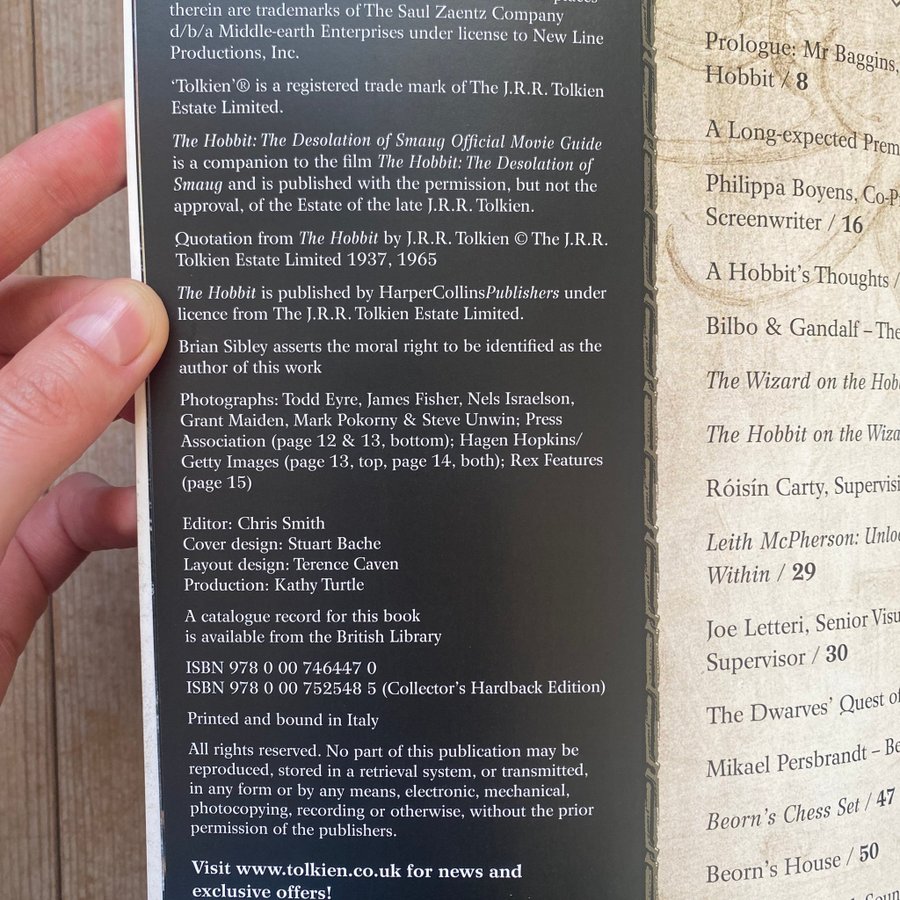 therein are trademarks of The Saul Zaentz Company
d/b/a Middle-earth Enterprises under license to New Line
Productions, Inc.
‘Tolkien’® is a registered trade mark of The J.R.R. Tolkien
Estate Limited.
The Hobbit: The Desolation of Smaug Official Movie Guide
is a companion to the film The Hobbit: The Desolation of
Smaug and is published with the permission, but not the
approval, of the Estate of the late J.R.R. Tolkien.
Quotation from The Hobbit by J.R.R. Tolkien © The J.R.R.
Tolkien Estate Limited 1937, 1965
The Hobbit is published by HarperCollinsPublishers under
licence from The J.R.R. Tolkien Estate Limited.
Brian Sibley asserts the moral right to be identified as the
author of this work
Photographs: Todd Eyre, James Fisher, Nels Israelson,
Grant Maiden, Mark Pokorny & Steve Unwin; Press
Association (page 12 & 13, bottom); Hagen Hopkins/
Getty Images (page 13, top, page 14, both); Rex Features
(page 15)
Editor: Chris Smith
Cover design: Stuart Bache
Layout design: Terence Caven
Production: Kathy Turtle
A catalogue record for this book
is available from the British Library
ISBN 978 0 00 746447 0
ISBN 978 0 00 752548 5 (Collector’s Hardback Edition)
Printed and bound in Italy
All rights reserved. No part of this publication may be
reproduced, stored in a retrieval system, or transmitted,
in any form or by any means, electronic, mechanical,
photocopying, recording or otherwise, without the prior
permission of the publishers.
Visit www.tolkien.co.uk for news and
exclusive offers!
Prologue: Mr Baggins,
Hobbit / 8
A Long-expected Prem
Philippa Boyens, Co-P
Screenwriter / 16
A Hobbit’s Thoughts /
Bilbo & Gandalf – The
The Wizard on the Hobb
The Hobbit on the Wiza
Róisín Carty, Supervisi
Leith McPherson: Unloc
Within / 29
Joe Letteri, Senior Visu
Supervisor / 30
The Dwarves’ Quest of
Mikael Persbrandt – Be
Beorn’s Chess Set / 47
Beorn’s House / 50